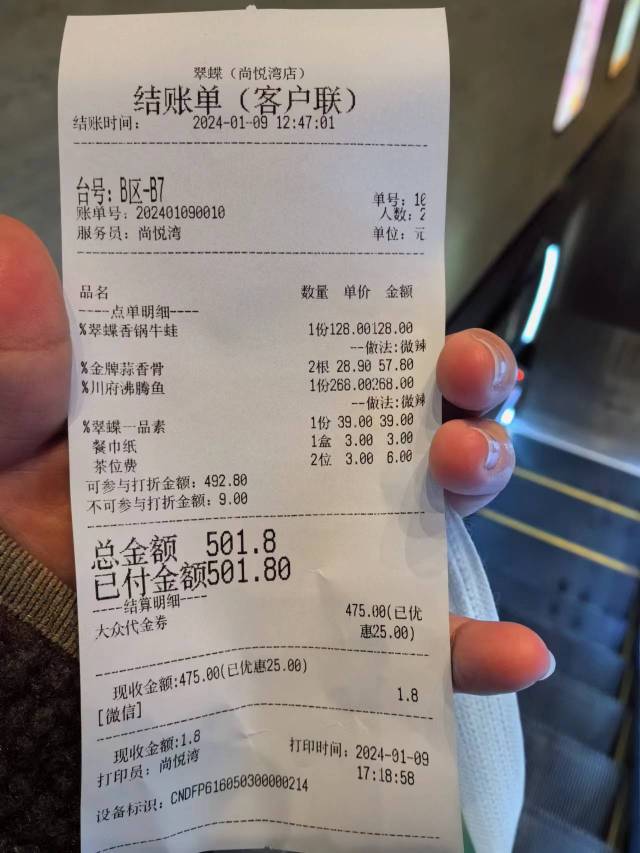 翠蝶（尚悦湾店）
结账单（客户联）
结账时间： 2024-01-09 12:47:01
台号：B区-B7
单号：10
账单号：202401090010 人数：2
服务员：尚悦湾 单位：元
品名 数量 单价 金额
----点单明细----
%翠蝶香锅牛蛙 1份128.00128.00
--做法:微辣
%金牌蒜香骨 2根 28.90 57.80
%川府沸腾鱼 1份268.00268.00
--做法:微辣
%翠蝶一品素 1份 39.00 39.00
餐巾纸 1盒 3.00 3.00
茶位费 2位 3.00 6.00
可参与打折金额：492.80
不可参与打折金额：9.00
总金额 501.8
已付金额501.80
----结算明细----
大众代金券 475.00(已优
惠25.00)
现收金额:475.00(已优惠25.00)
[微信] 1.8
现收金额:1.8
打印员：尚悦湾 打印时间：2024-01-09
17:18:58
设备标识：CNDFP616050300000214